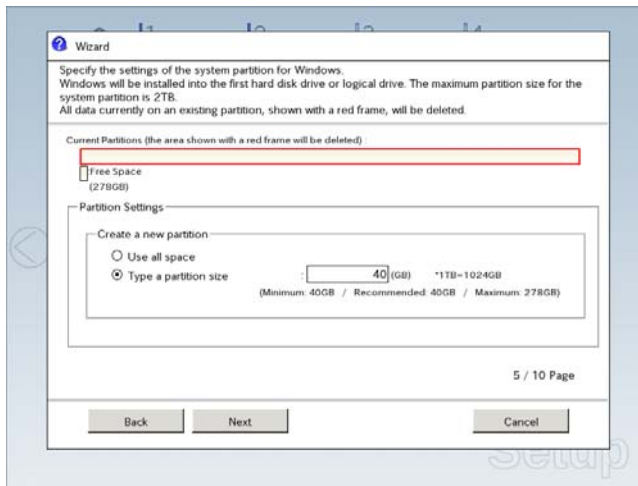 Wizard
Specify the settings of the system partition for Windows.
Windows will be installed into the first hard disk drive or logical drive. The maximum partition size for the
system partition is 2TB.
All data currently on an existing partition, shown with a red frame, will be deleted.
Current Partitions (the area shown with a red frame will be deleted) :
:Free Space
(278GB)
Partition Settings
Create a new partition
Use all space
Type a partition size : 40 (GB) *1TB=1024GB
(Minimum: 40GB / Recommended: 40GB / Maximum: 278GB)
5 / 10 Page
Back Next Cancel
Setup